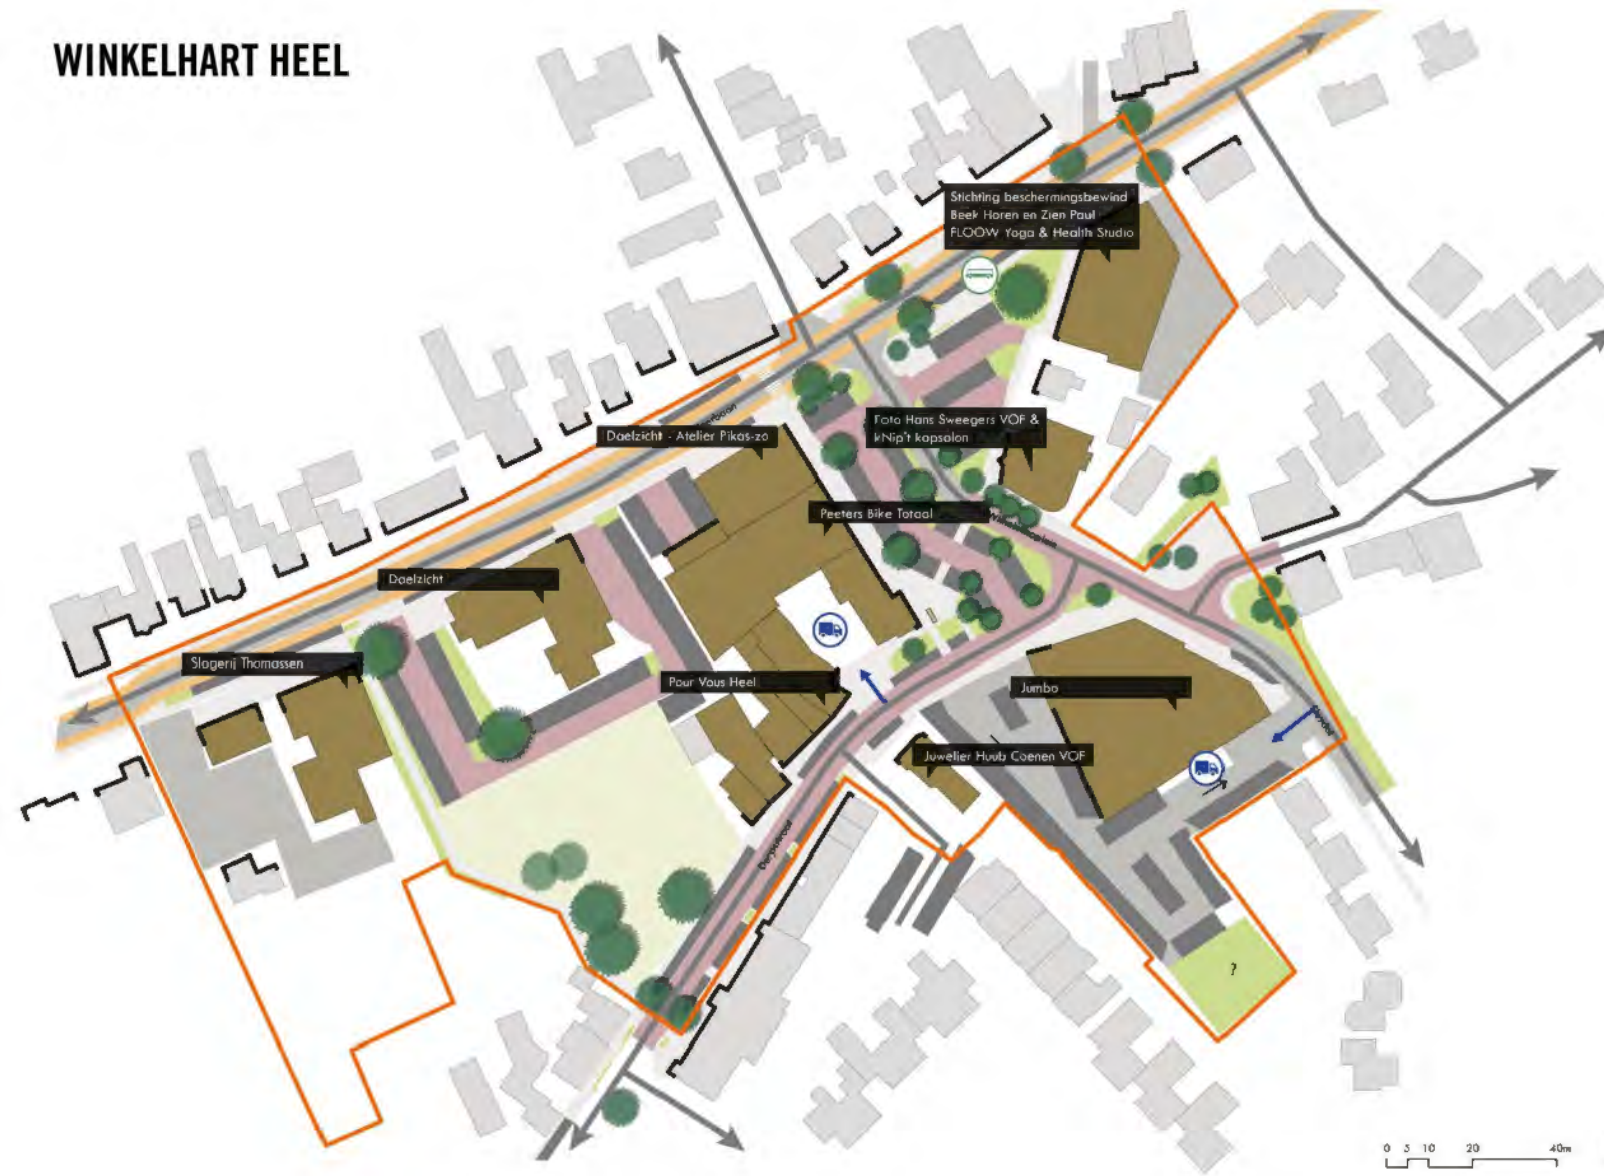 WINKELHART HEEL
Stichting beschermingsbewind
Beek Horen en Zien Paul
FLOOW Yoga & Health Studio
Foto Hans Sweegers VOF &
kNip't kapsalon
Daelzicht - Atelier Pikas-zo
Peeters Bike Totaal
Daelzicht
Slagerij Thomassen
Pour Vous Heel
Jumbo
Juwelier Huub Coenen VOF
?
0 5 10 20 40m